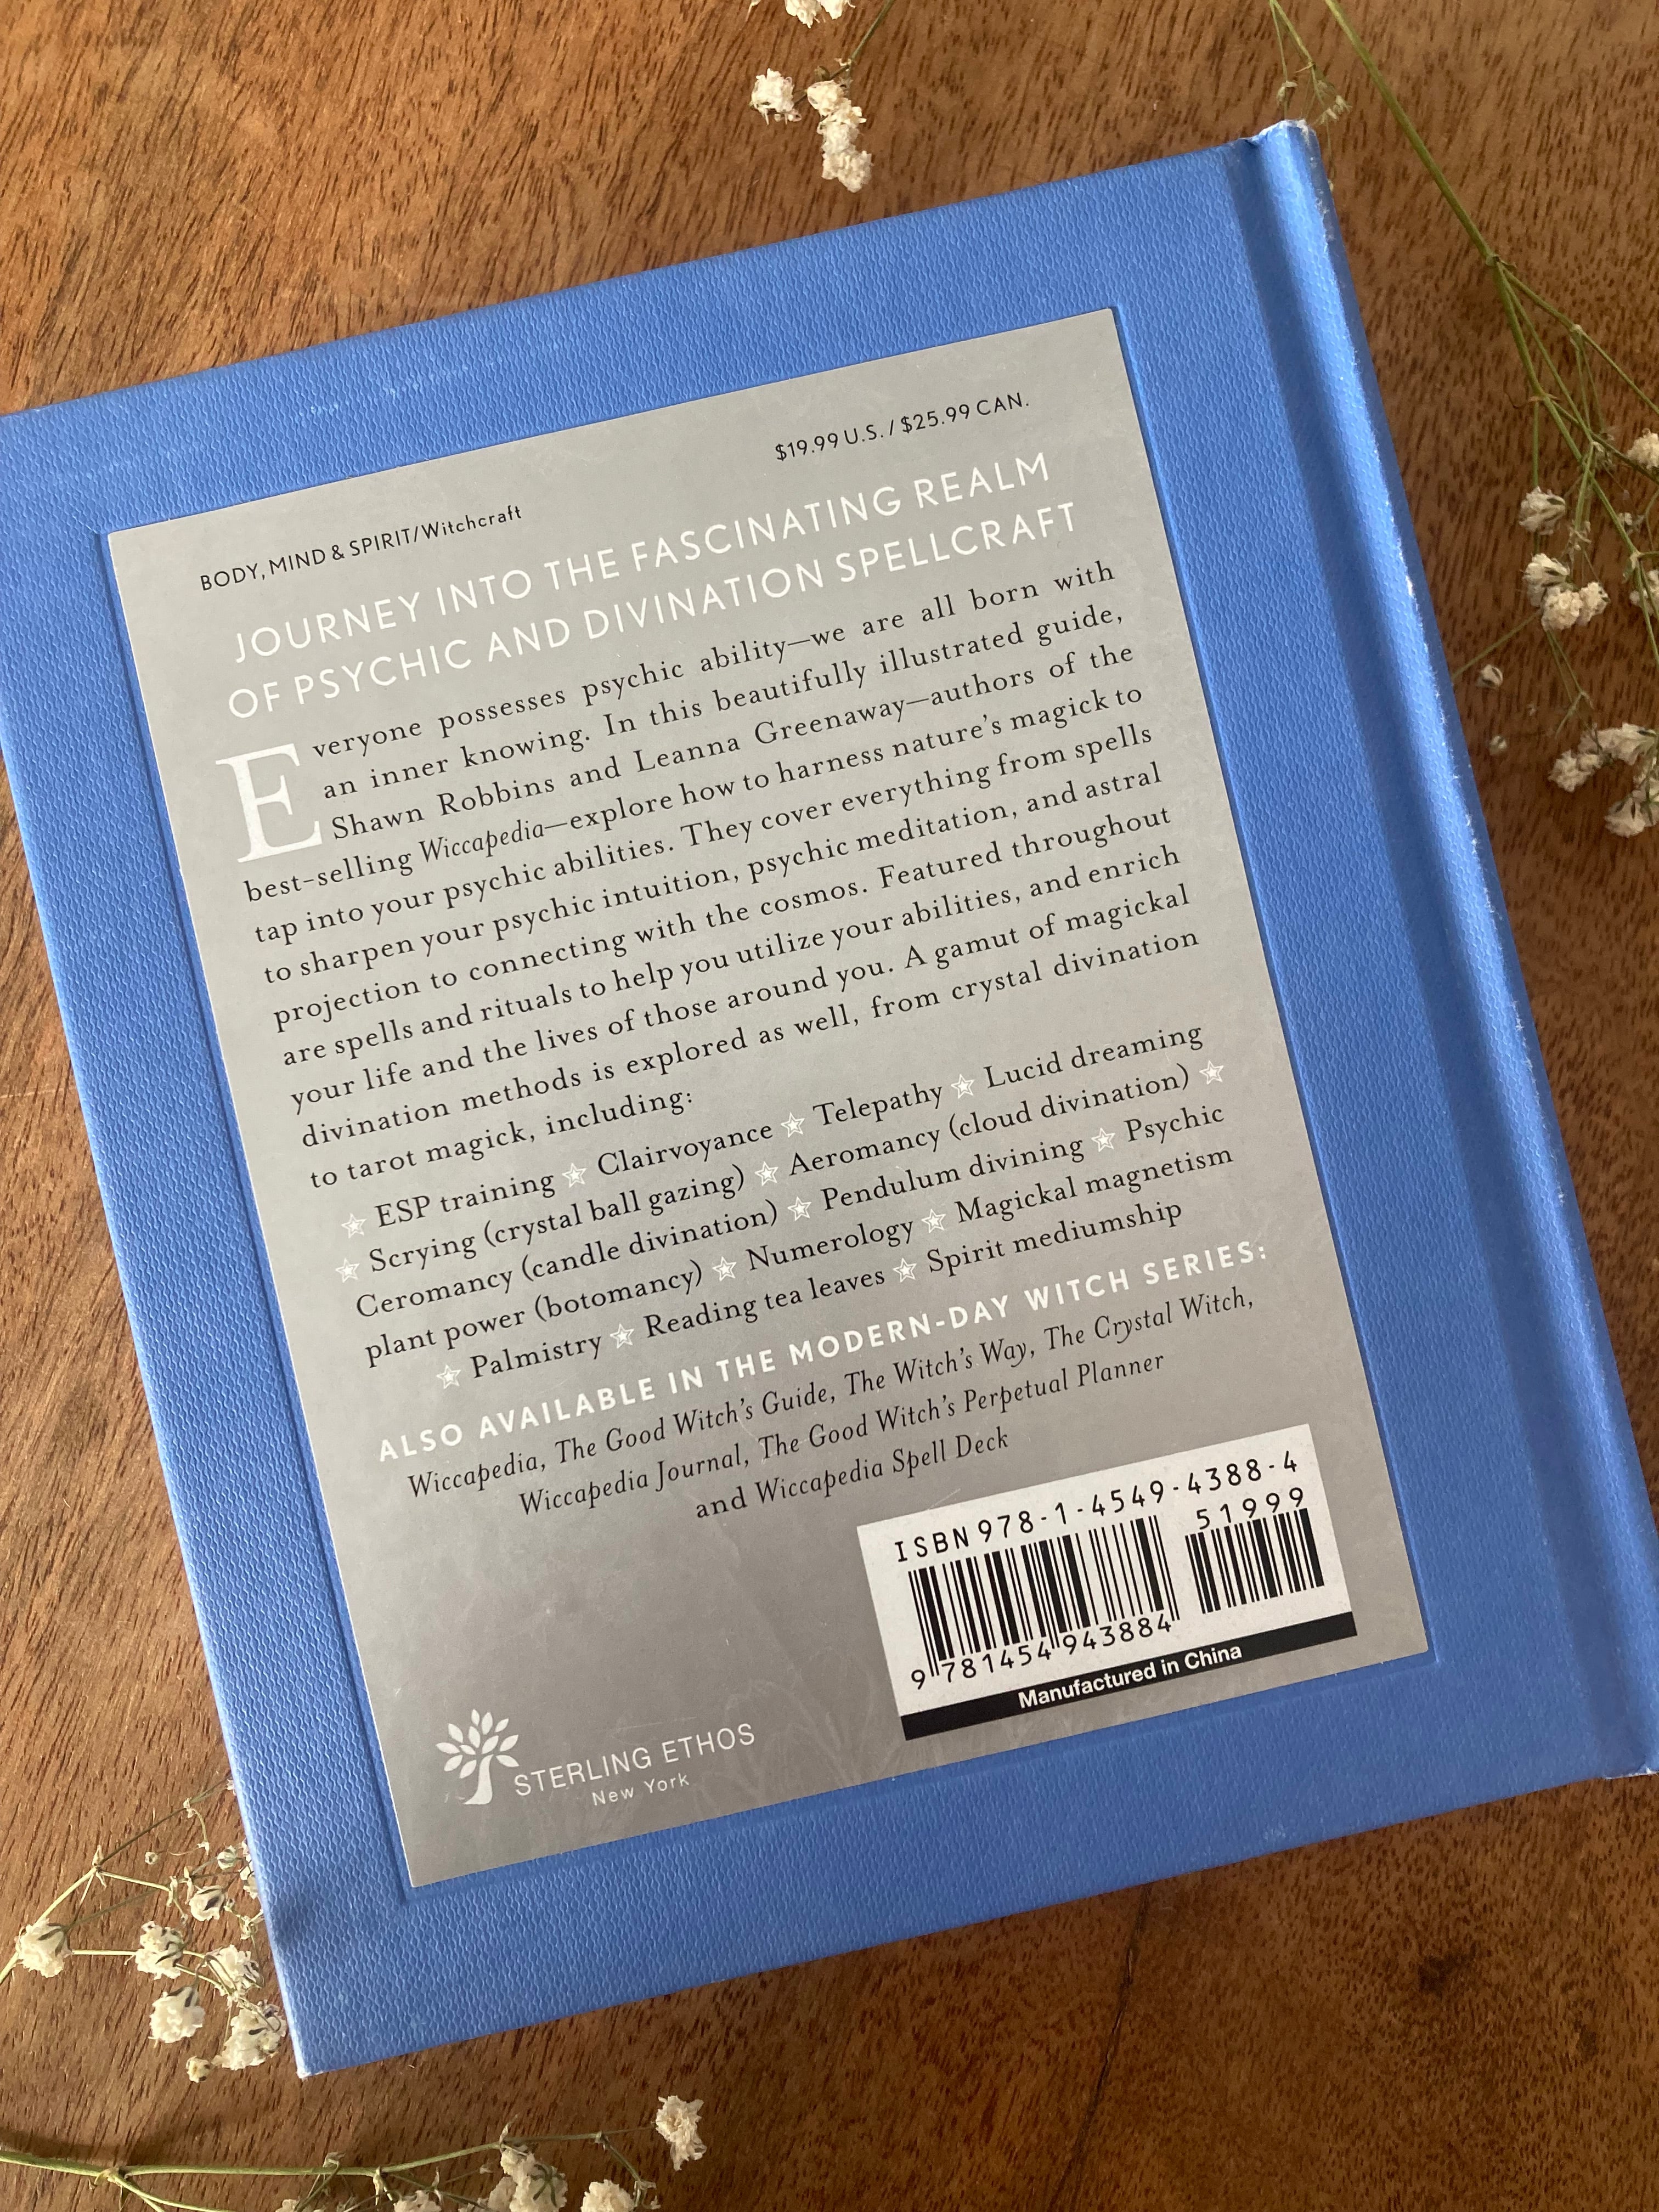 BODY, MIND & SPIRIT/Witchcraft
$19.99 U.S. / $25.99 CAN.
JOURNEY INTO THE FASCINATING REALM
OF PSYCHIC AND DIVINATION SPELLCRAFT
Everyone possesses psychic ability—we are all born with
an inner knowing. In this beautifully illustrated guide,
Shawn Robbins and Leanna Greenaway—authors of the
best-selling Wiccapedia—explore how to harness nature's magick to
tap into your psychic abilities. They cover everything from spells
to sharpen your psychic intuition, psychic meditation, and astral
projection to connecting with the cosmos. Featured throughout
are spells and rituals to help you utilize your abilities, and enrich
your life and the lives of those around you. A gamut of magickal
divination methods is explored as well, from crystal divination
to tarot magick, including:
☆ ESP training ☆ Clairvoyance ☆ Telepathy ☆ Lucid dreaming
☆ Scrying (crystal ball gazing) ☆ Aeromancy (cloud divination) ☆
Ceromancy (candle divination) ☆ Pendulum divining ☆ Psychic
plant power (botomancy) ☆ Numerology ☆ Magickal magnetism
☆ Palmistry ☆ Reading tea leaves ☆ Spirit mediumship
ALSO AVAILABLE IN THE MODERN-DAY WITCH SERIES:
Wiccapedia, The Good Witch's Guide, The Witch's Way, The Crystal Witch,
Wiccapedia Journal, The Good Witch's Perpetual Planner
and Wiccapedia Spell Deck
ISBN 978-1-4549-4388-4
51999
9 781454 943884
Manufactured in China
STERLING ETHOS
New York